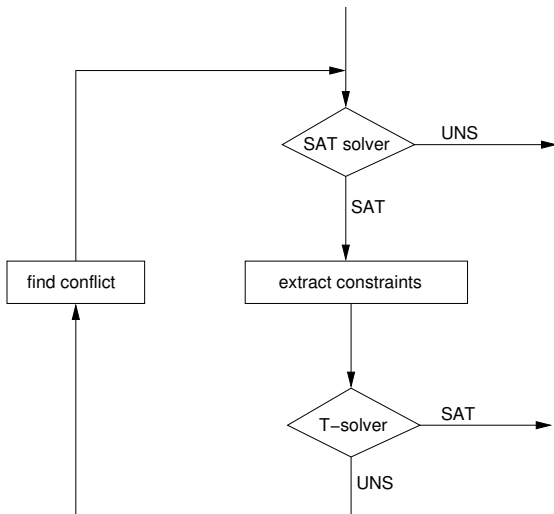 UNS
SAT solver
SAT
find conflict
extract constraints
SAT
T−solver
UNS